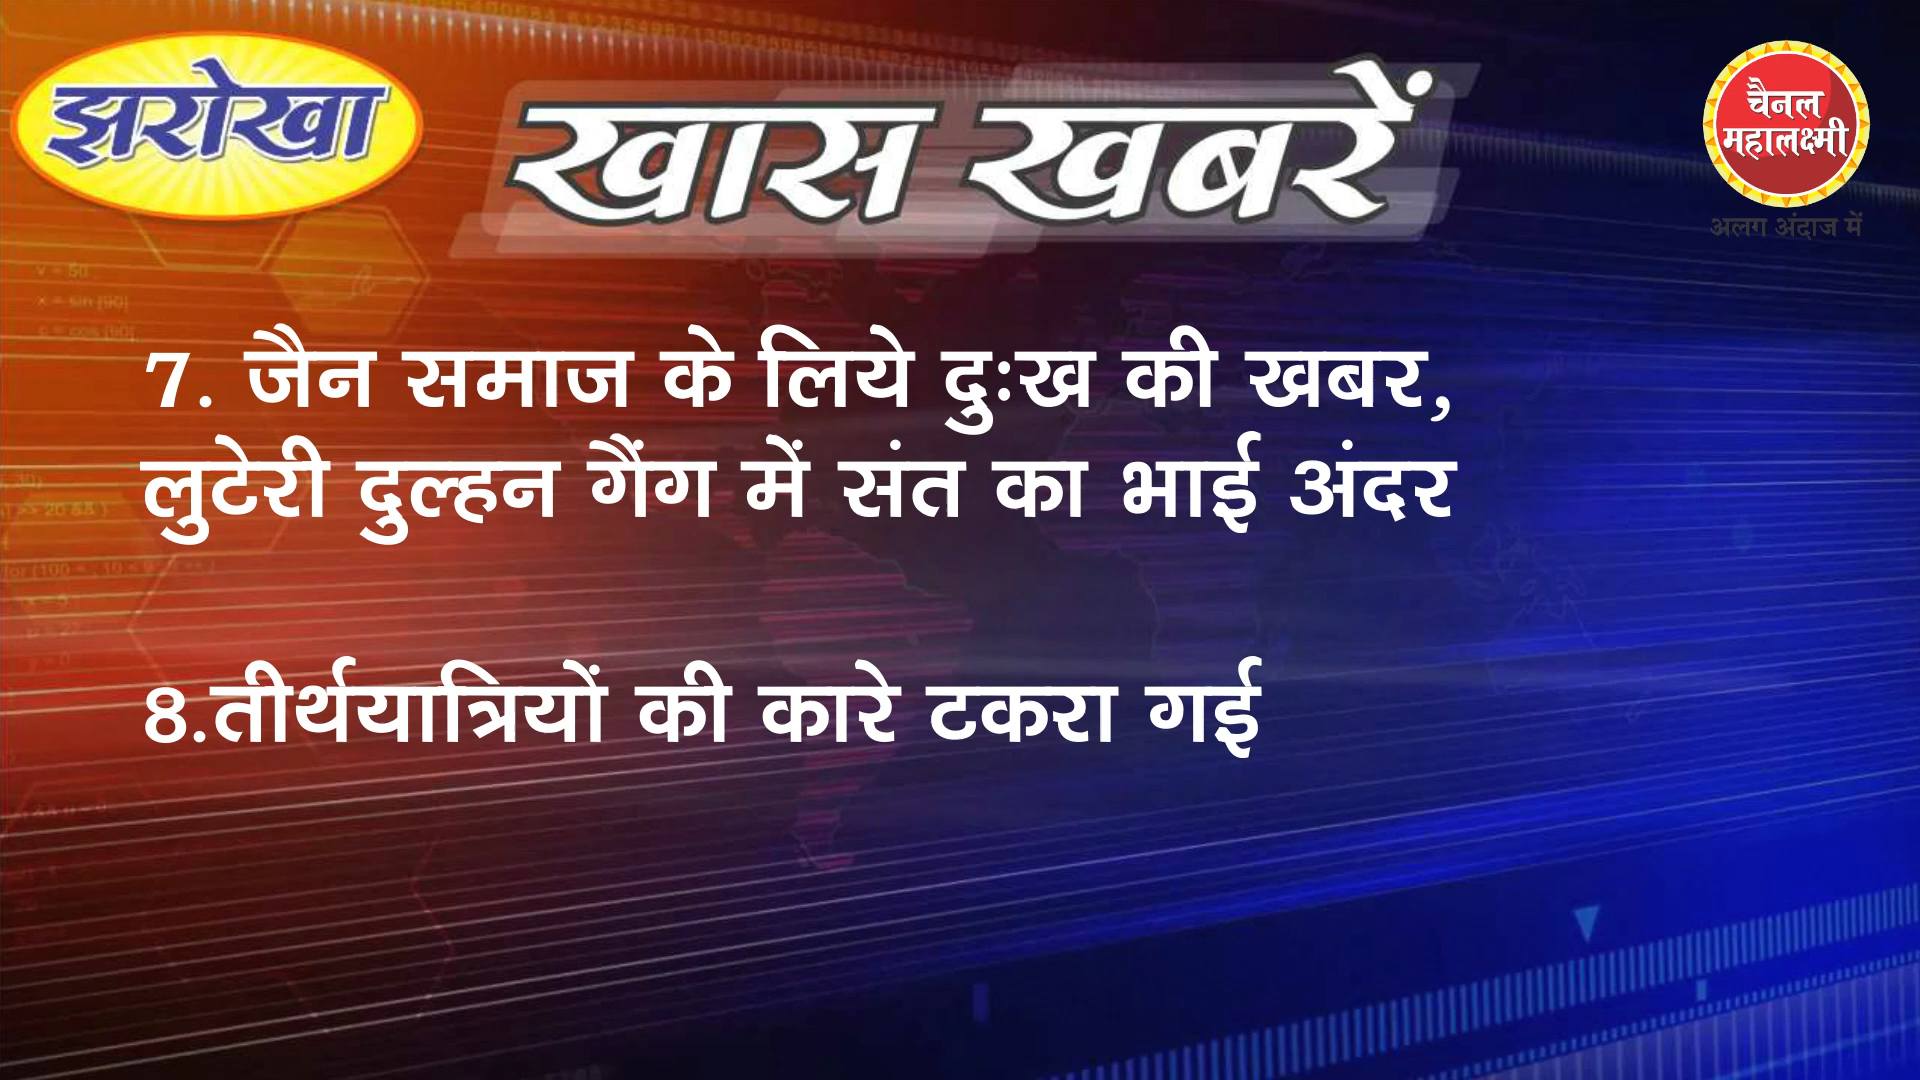 झरोखा
खास खबरें
चैनल
महालक्ष्मी
अलग अंदाज में
7. जैन समाज के लिये दुःख की खबर,
लुटेरी दुल्हन गैंग में संत का भाई अंदर
8.तीर्थयात्रियों की कारे टकरा गई